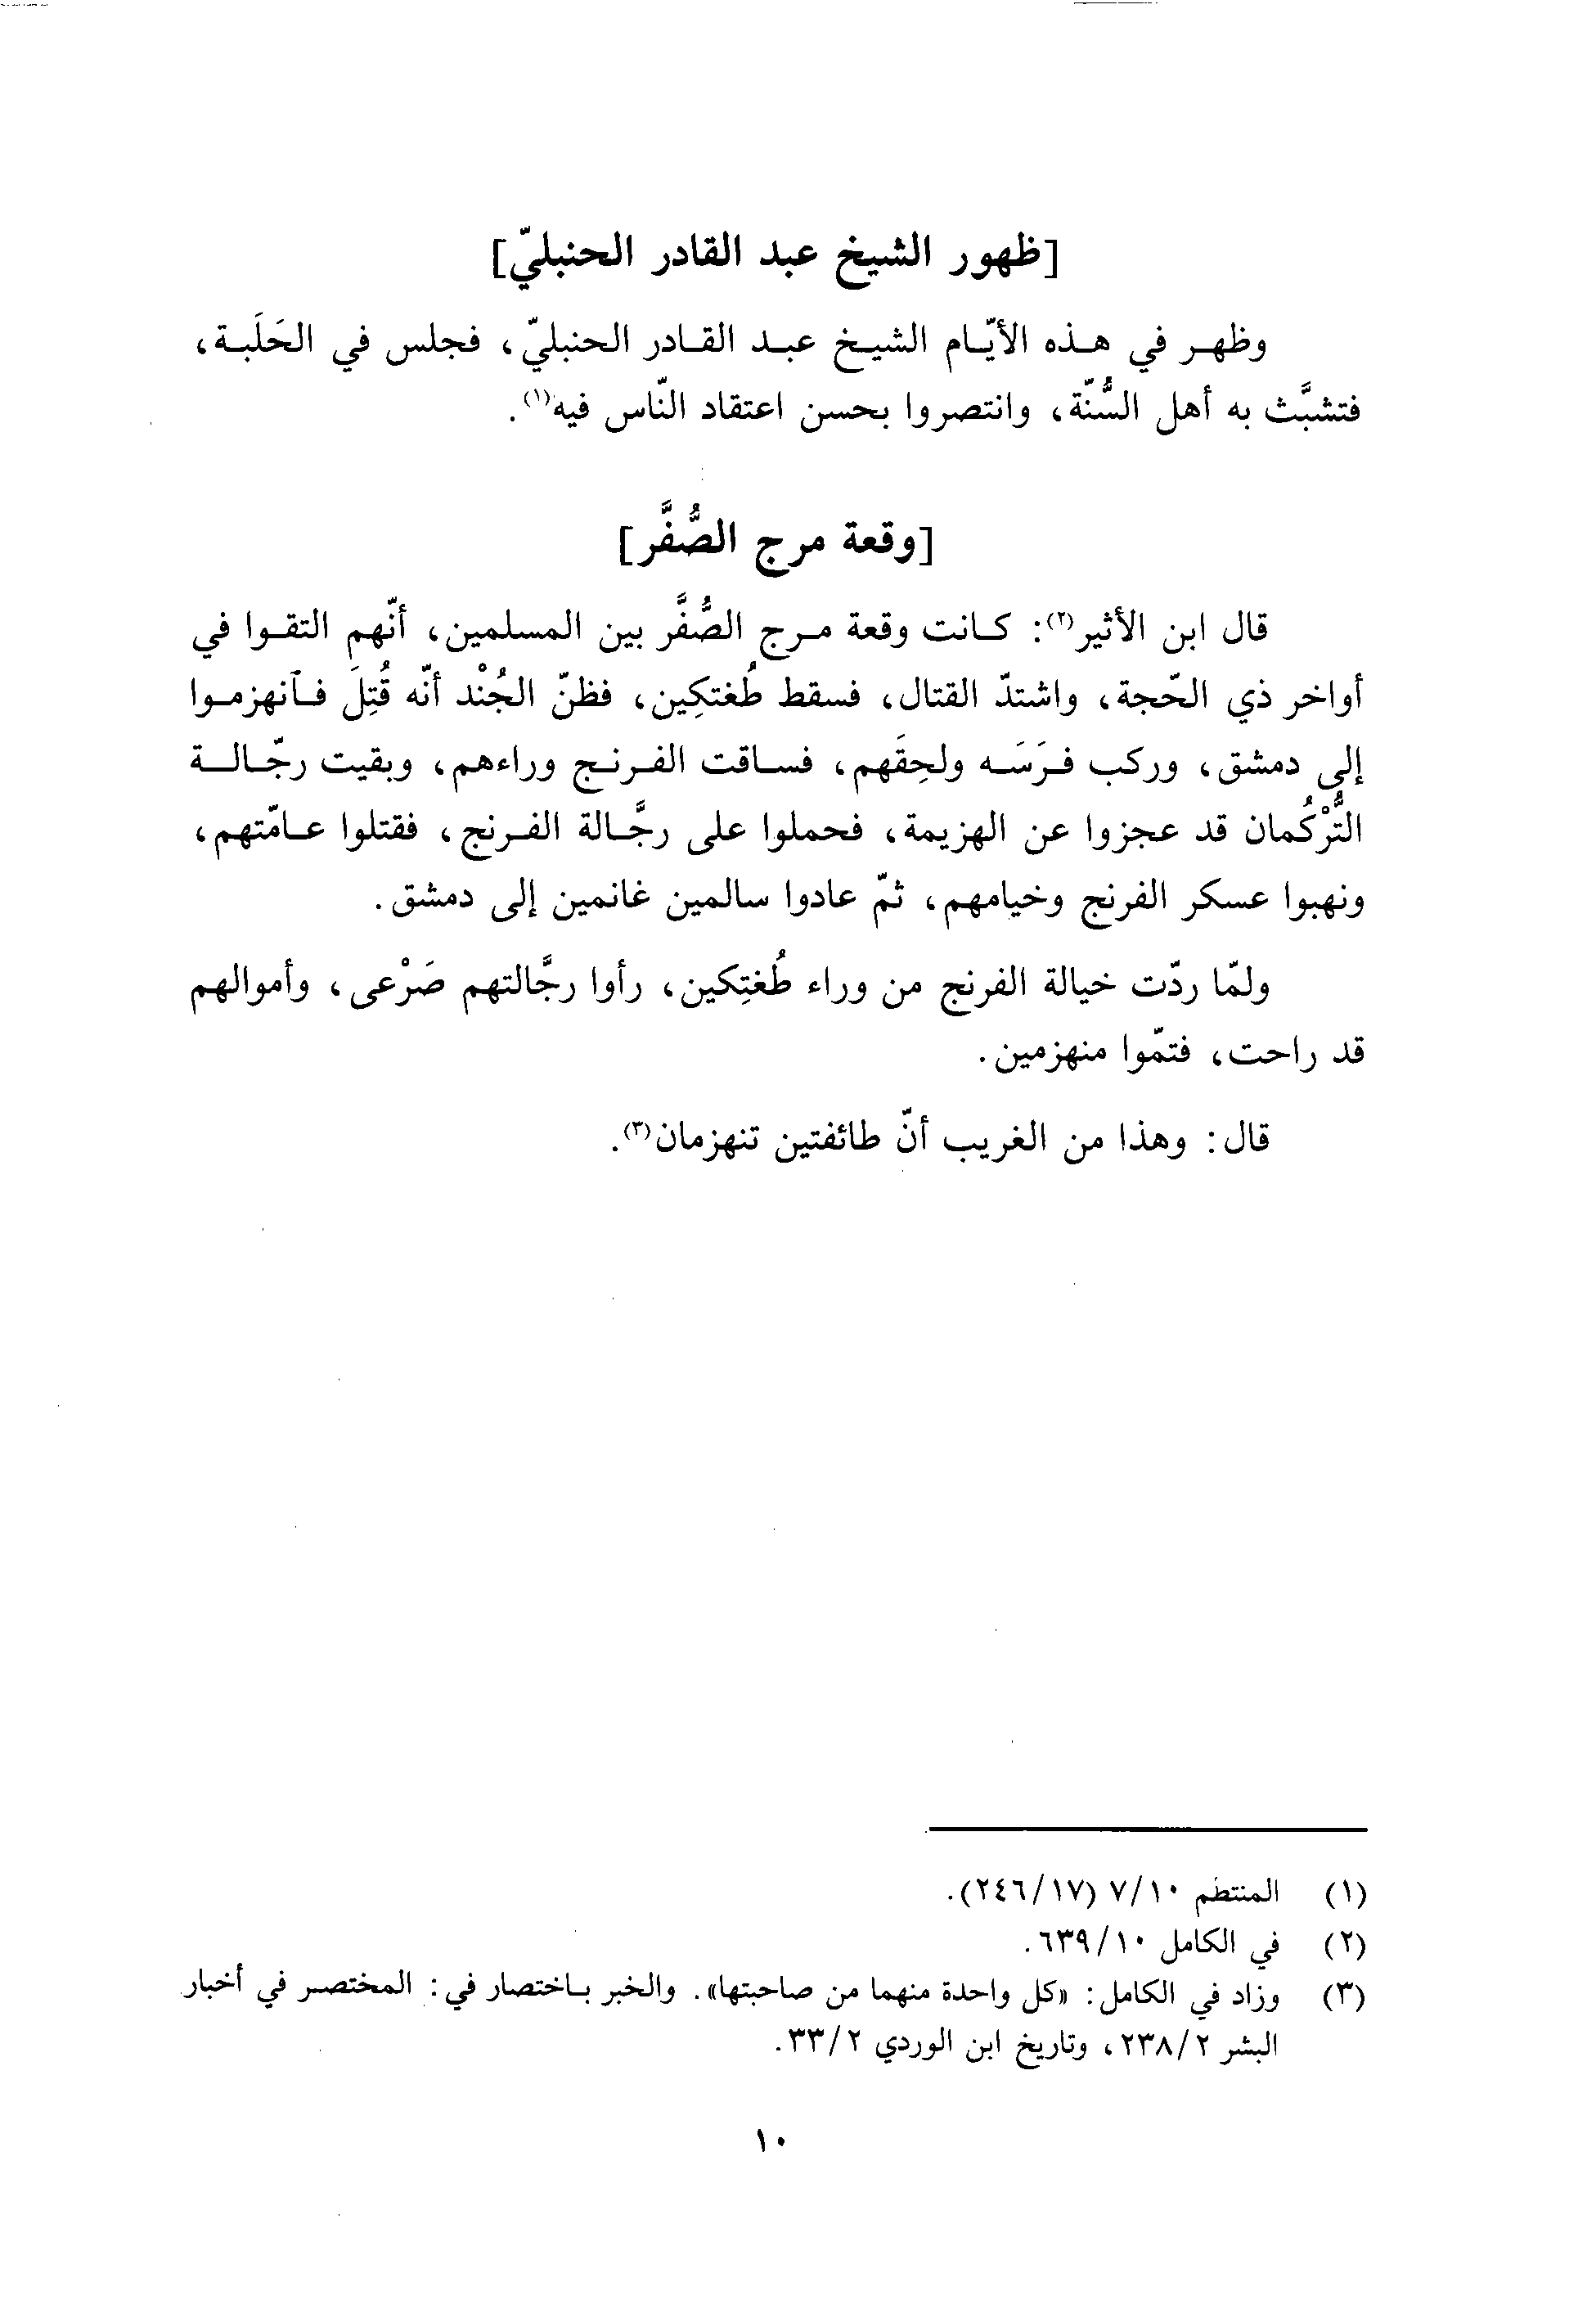 [ظهور الشيخ عبد القادر الحنبليّ]
وظهر في هذه الأيّام الشيخ عبد القادر الحنبليّ، فجلس في الحَلَبة،
فتشبَّث به أهل السُّنّة، وانتصروا بحسن اعتقاد النّاس فيه(١).
[وقعة مرج الصُّفَّر]
قال ابن الأثير(٢): كانت وقعة مرج الصُّفَّر بين المسلمين، أنّهم التقوا في
أواخر ذي الحّجة، واشتدّ القتال، فسقط طُغتكِين، فظنّ الجُنْد أنّه قُتِلَ فآنهزموا
إلى دمشق، وركب فرَسَه ولحِقَهم، فساقت الفرنج وراءهم، وبقيت رجّالة
التُّرْكُمان قد عجزوا عن الهزيمة، فحملوا على رجَّالة الفرنج، فقتلوا عامّتهم،
ونهبوا عسكر الفرنج وخيامهم، ثمّ عادوا سالمين غانمين إلى دمشق.
ولمّا ردّت خيالة الفرنج من وراء طُغتِكين، رأوا رجَّالتهم صَرْعى، وأموالهم
قد راحت، فتمّوا منهزمين.
قال: وهذا من الغريب أنّ طائفتين تنهزمان(٣).
(١) المنتظم ٧/١٠ (٢٤٦/١٧).
(٢) في الكامل ٦٣٩/١٠.
(٣) وزاد في الكامل: «كل واحدة منهما من صاحبتها». والخبر باختصار في: المختصر في أخبار
البشر ٢٣٨/٢، وتاريخ ابن الوردي ٣٣/٢.
١٠